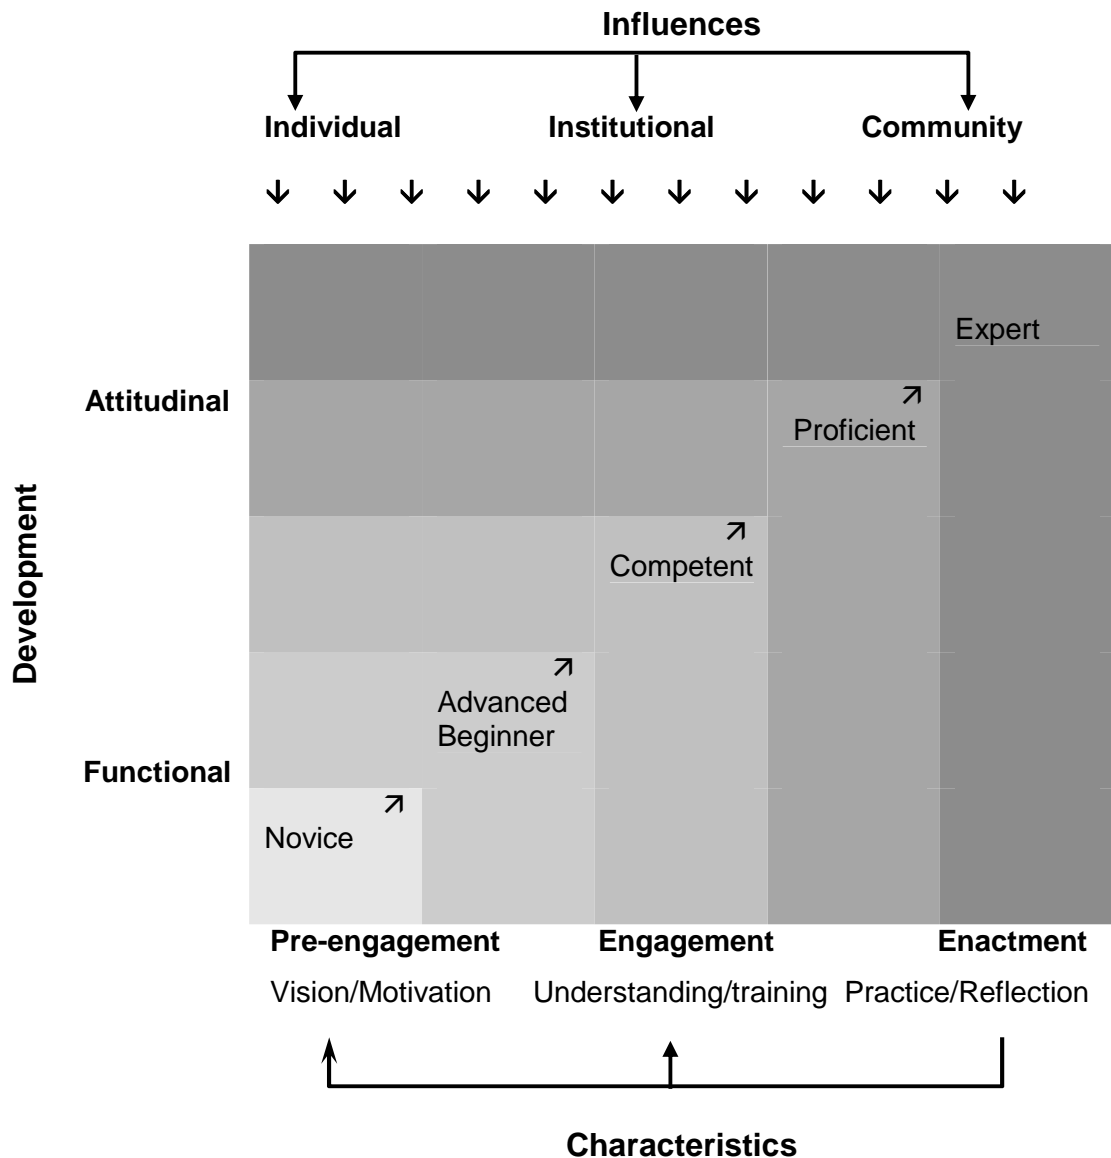 Influences
Individual Institutional Community
Expert
Attitudinal
Proficient
Development
Competent
Advanced
Beginner
Functional
Novice
Pre-engagement Engagement Enactment
Vision/Motivation Understanding/training Practice/Reflection
Characteristics